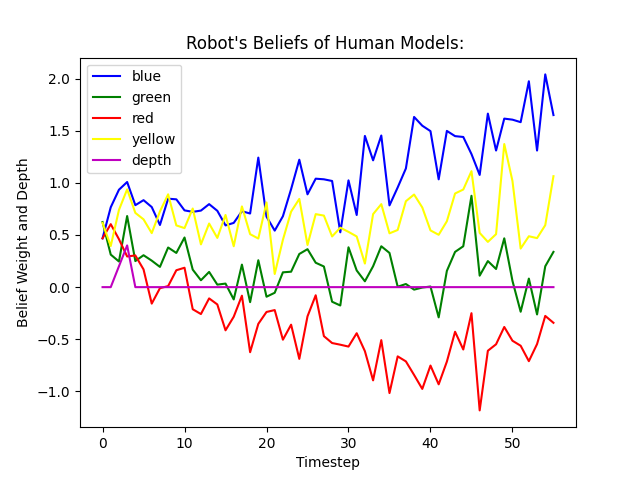 Robot's Beliefs of Human Models:
blue
green
red
yellow
depth
Belief Weight and Depth
2.0
1.5
1.0
0.5
0.0
−0.5
−1.0
0 10 20 30 40 50
Timestep